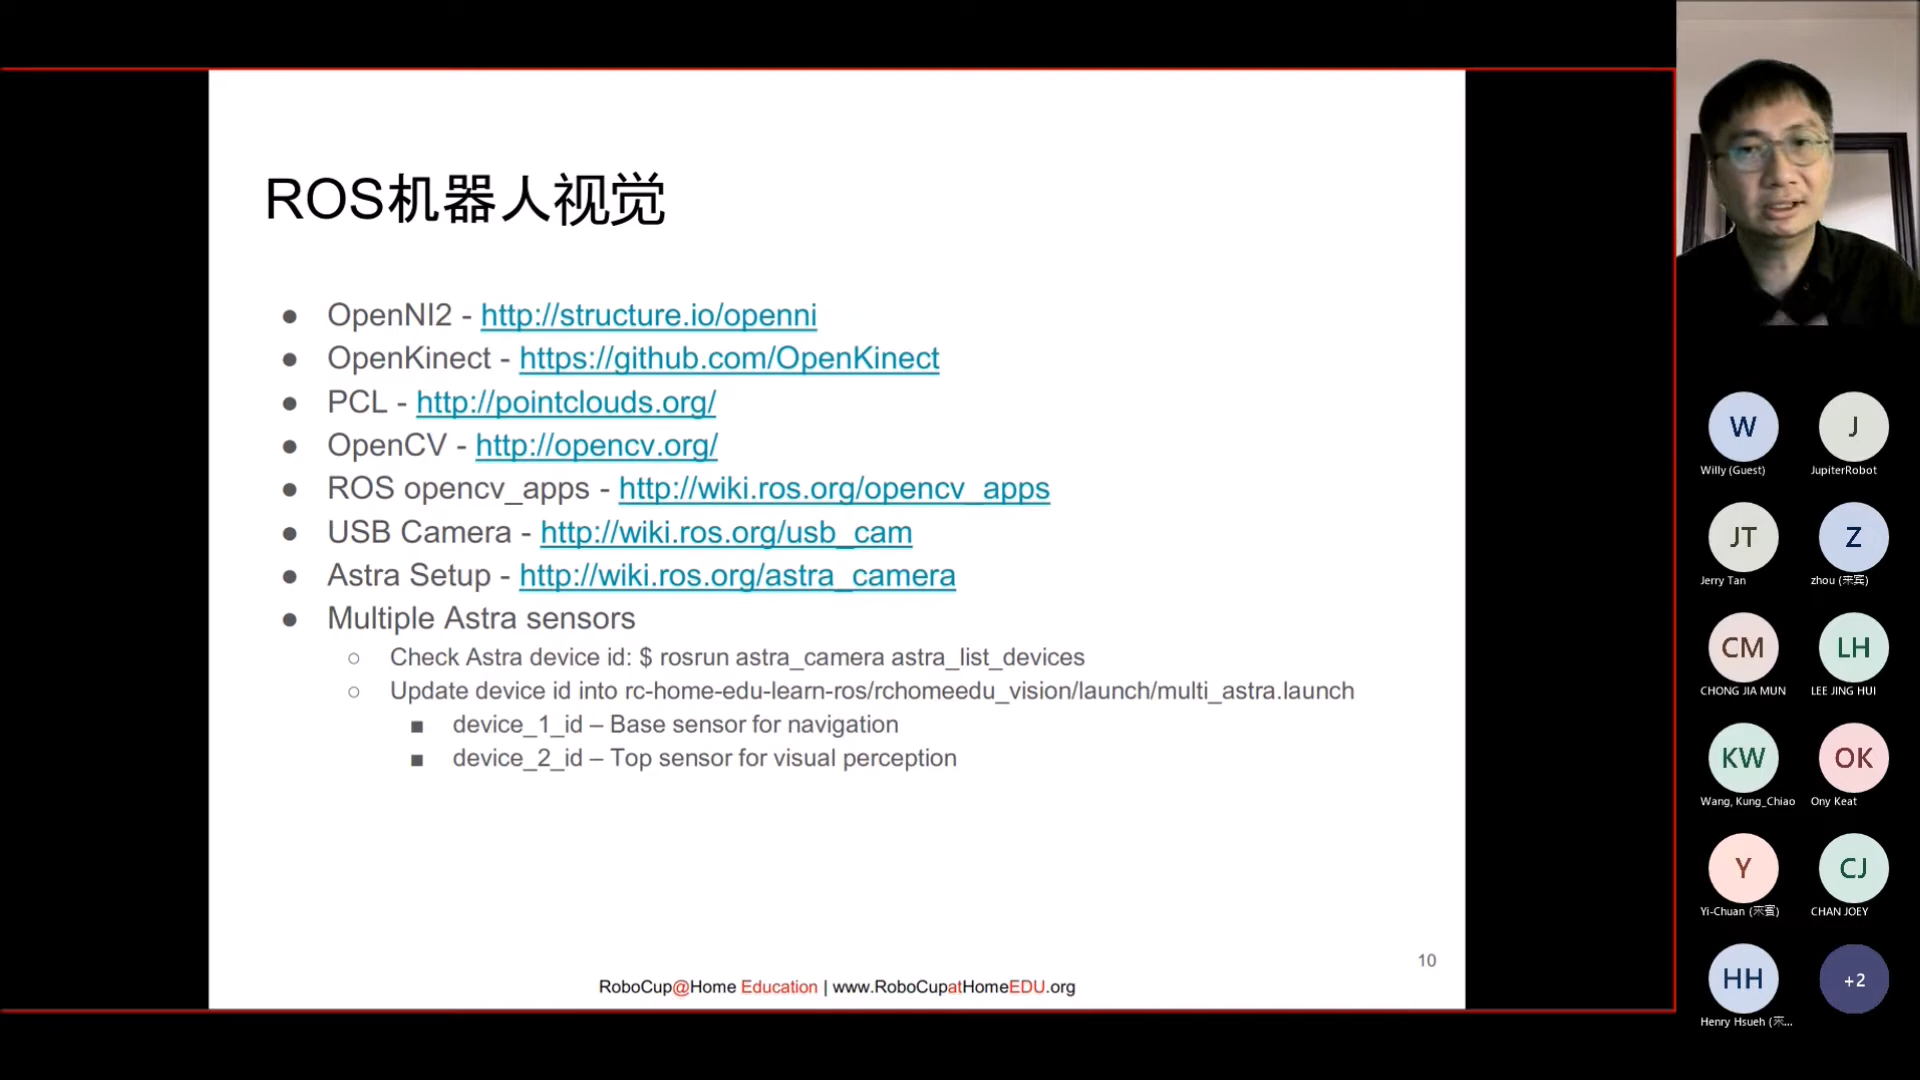 ROS机器人视觉
● OpenNI2 - http://structure.io/openni
● OpenKinect - https://github.com/OpenKinect
● PCL - http://pointclouds.org/
● OpenCV - http://opencv.org/
● ROS opencv_apps - http://wiki.ros.org/opencv_apps
● USB Camera - http://wiki.ros.org/usb_cam
● Astra Setup - http://wiki.ros.org/astra_camera
● Multiple Astra sensors
○ Check Astra device id: $ rosrun astra_camera astra_list_devices
○ Update device id into rc-home-edu-learn-ros/rchomeedu_vision/launch/multi_astra.launch
■ device_1_id – Base sensor for navigation
■ device_2_id – Top sensor for visual perception
10
RoboCup@Home Education | www.RoboCupatHomeEDU.org
W
J
Willy (Guest)
JupiterRobot
JT
Z
Jerry Tan
zhou (来宾)
CM
LH
CHONG JIA MUN
LEE JING HUI
KW
OK
Wang, Kung_Chiao
Ony Keat
Y
CJ
Yi-Chuan (來賓)
CHAN JOEY
HH
+2
Henry Hsueh (来...